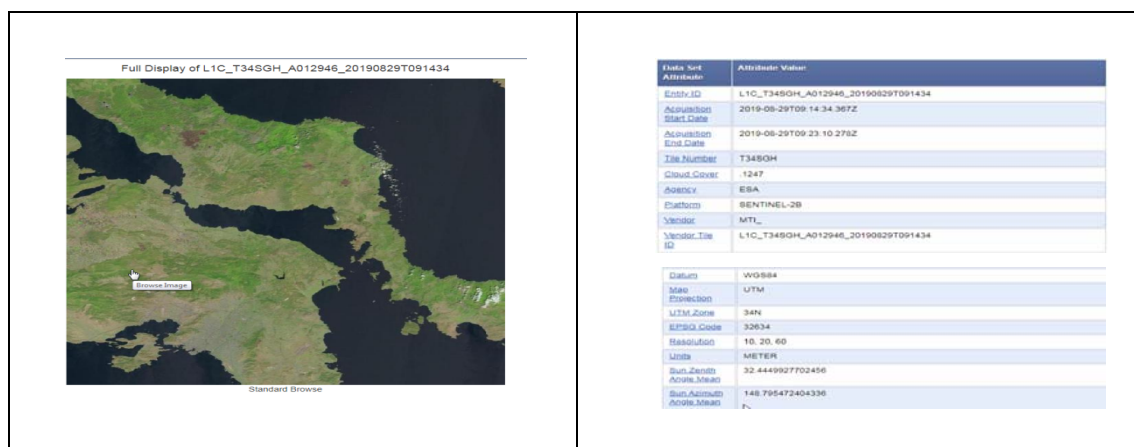 Full Display of L1C_T34SGH_A012946_20190829T091434
Browse Image
Standard Browse
Data Set Attribute Attribute Value
Entity ID L1C_T34SGH_A012946_20190829T091434
Acquisition Start Date 2019-08-29T09:14:34.367Z
Acquisition End Date 2019-08-29T09:23:10.278Z
Tile Number T34SGH
Cloud Cover .1247
Agency ESA
Platform SENTINEL-2B
Vendor MTI_
Vendor Tile ID L1C_T34SGH_A012946_20190829T091434
Datum WGS84
Map Projection UTM
UTM Zone 34N
EPSG Code 32634
Resolution 10, 20, 60
Units METER
Sun Zenith Angle Mean 32.4449927702456
Sun Azimuth Angle Mean 148.795472404336